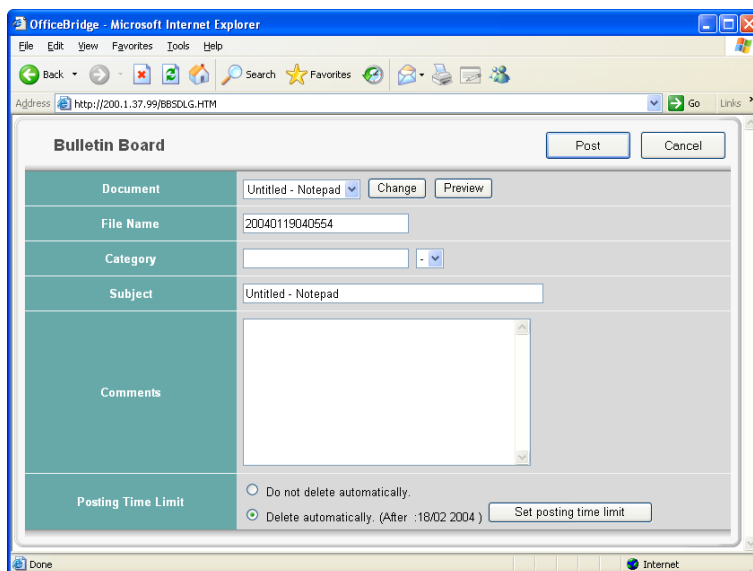 OfficeBridge - Microsoft Internet Explorer
File Edit View Favorites Tools Help
Back Search Favorites
Address http://200.1.37.99/BBSDLG.HTM Go Links »
Bulletin Board Post Cancel
Document Untitled - Notepad Change Preview
File Name 20040119040554
Category -
Subject Untitled - Notepad
Comments
Posting Time Limit
Do not delete automatically.
Delete automatically. (After :18/02 2004 ) Set posting time limit
Done Internet